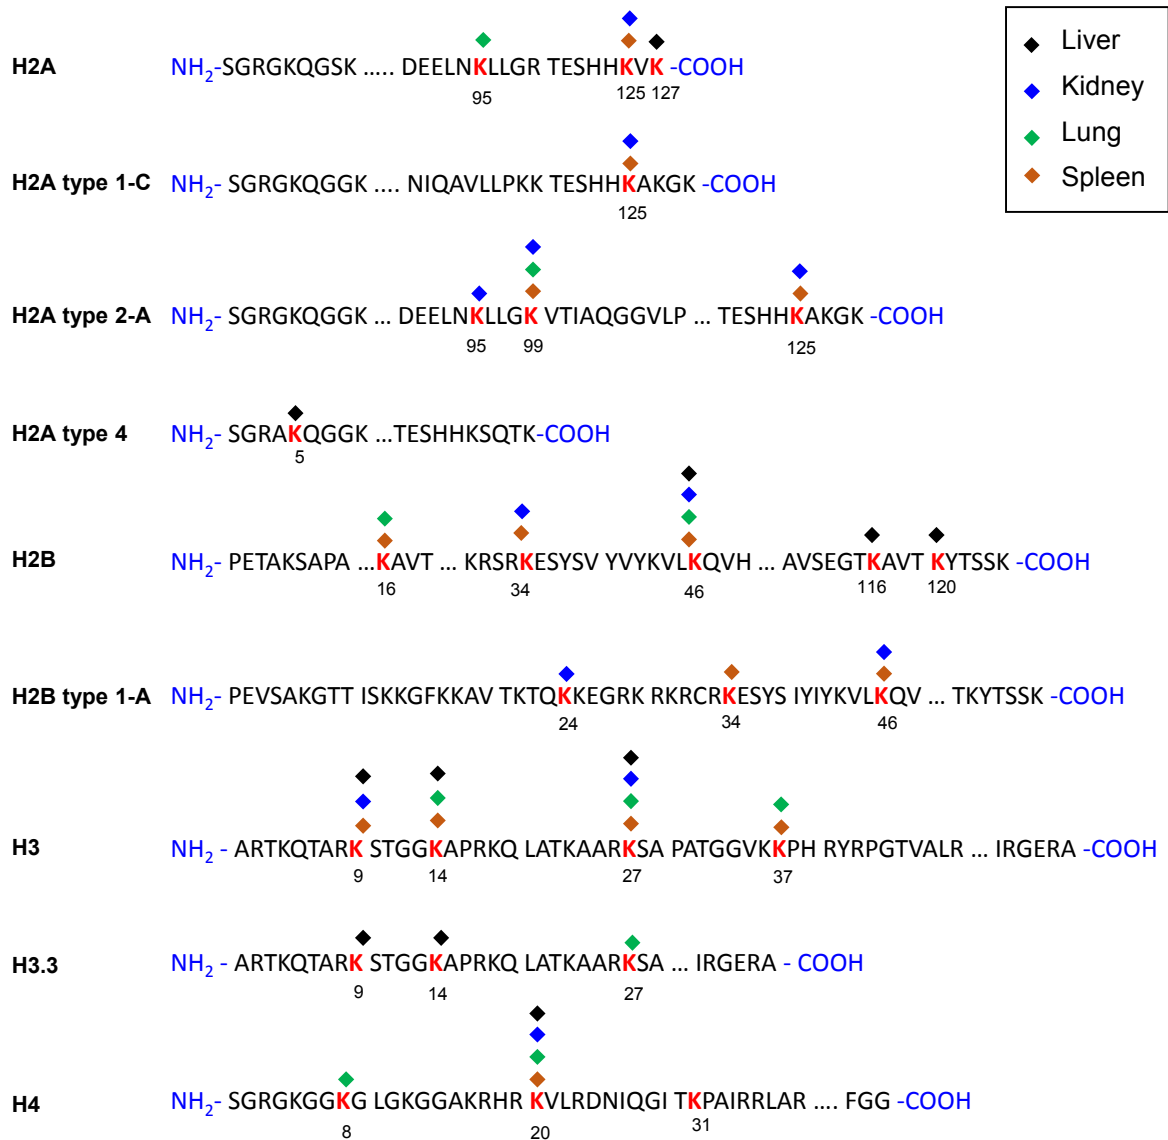 Liver
Kidney
Lung
Spleen
H2A NH2-SGRGKQGSK ..... DEELNKLLGR TESHHKVK -COOH
95 125 127
H2A type 1-C NH2- SGRGKQGGK .... NIQAVLLPKK TESHHKAKGK -COOH
125
H2A type 2-A NH2- SGRGKQGGK ... DEELNKLLGK VTIAQGGVLP ... TESHHKAKGK -COOH
95 99 125
H2A type 4 NH2- SGRAKQGGK ...TESHHKSQTK-COOH
5
H2B NH2- PETAKSAPA ...KAVT ... KRSRKESYSV YVYKVLKQVH ... AVSEGTKAVT KYTSSK -COOH
16 34 46 116 120
H2B type 1-A NH2- PEVSAKGTT ISKKGFKKAV TKTQKKEGRK RKRCRKESYS IYIYKVLKQV ... TKYTSSK -COOH
24 34 46
H3 NH2 - ARTKQTARK STGGKAPRKQ LATKAARKSA PATGGVKKPH RYRPGTVALR ... IRGERA -COOH
9 14 27 37
H3.3 NH2 - ARTKQTARK STGGKAPRKQ LATKAARKSA ... IRGERA - COOH
9 14 27
H4 NH2- SGRGKGGKG LGKGGAKRHR KVLRDNIQGI TKPAIRRLAR .... FGG -COOH
8 20 31